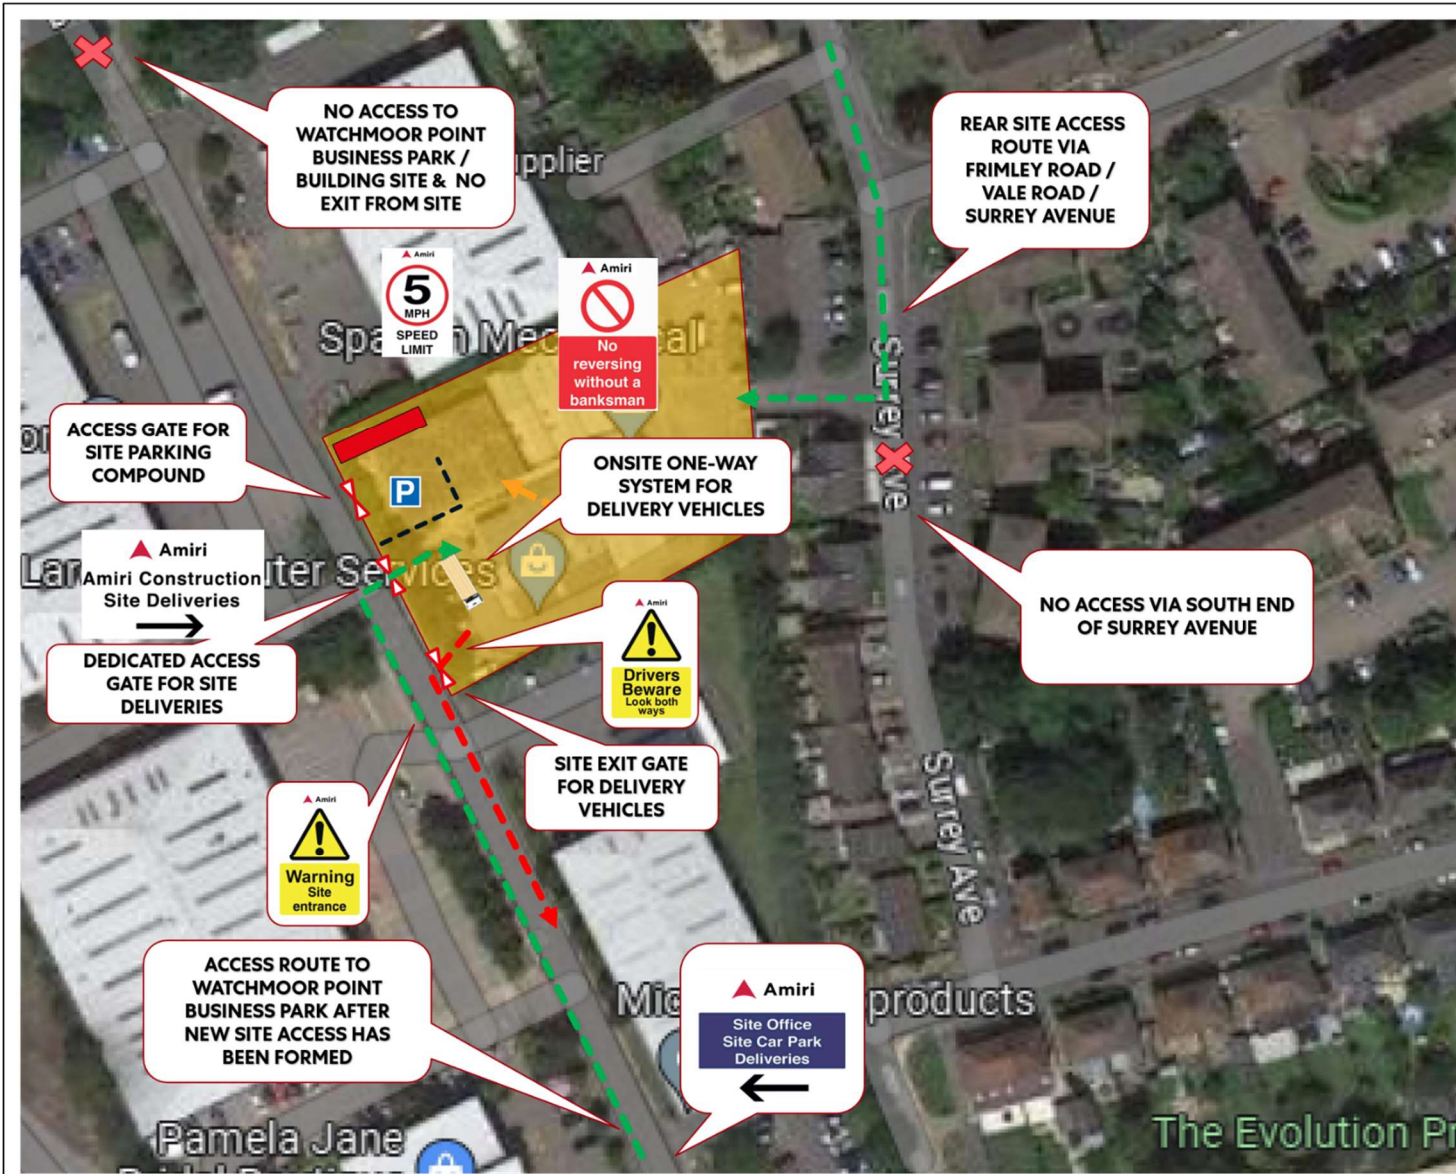 NO ACCESS TO
WATCHMOOR POINT
BUSINESS PARK /
BUILDING SITE & NO
EXIT FROM SITE
upplier
REAR SITE ACCESS
ROUTE VIA
FRIMLEY ROAD /
VALE ROAD /
SURREY AVENUE
Amiri
5
MPH
SPEED
LIMIT
Amiri
No
reversing
without a
banksman
Surrey Ave
ACCESS GATE FOR
SITE PARKING
COMPOUND
P
ONSITE ONE-WAY
SYSTEM FOR
DELIVERY VEHICLES
Amiri
Amiri Construction
Site Deliveries
Services
DEDICATED ACCESS
GATE FOR SITE
DELIVERIES
Amiri
Drivers
Beware
Look both
ways
NO ACCESS VIA SOUTH END
OF SURREY AVENUE
SITE EXIT GATE
FOR DELIVERY
VEHICLES
Surrey Ave
Amiri
Warning
Site
entrance
ACCESS ROUTE TO
WATCHMOOR POINT
BUSINESS PARK AFTER
NEW SITE ACCESS HAS
BEEN FORMED
Amiri
Site Office
Site Car Park
Deliveries
products
Pamela Jane
The Evolution Pr